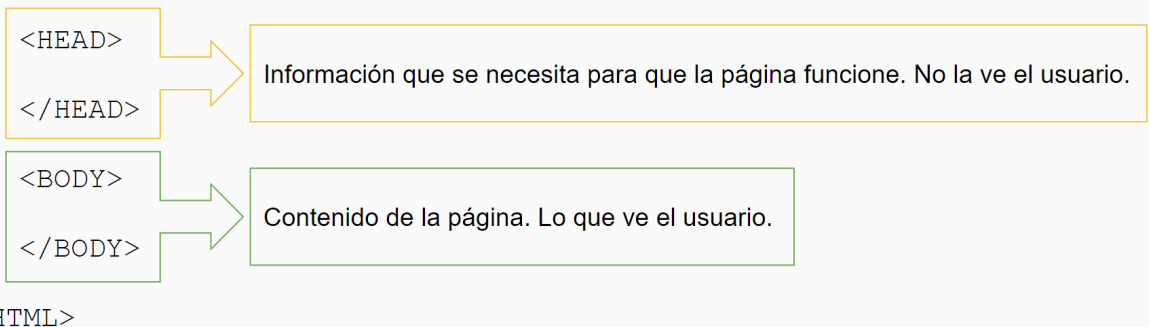 <HEAD>
Información que se necesita para que la página funcione. No la ve el usuario.
</HEAD>
<BODY>
Contenido de la página. Lo que ve el usuario.
</BODY>
HTML>